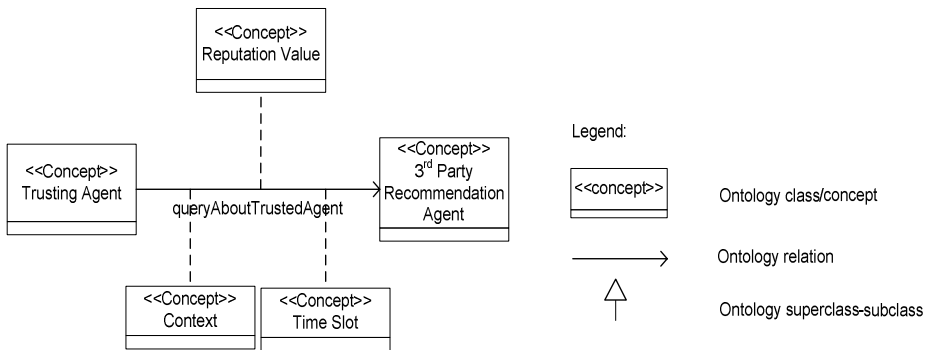 <<Concept>>
Reputation Value
<<Concept>>
Trusting Agent
queryAboutTrustedAgent
<<Concept>>
3rd Party
Recommendation
Agent
<<Concept>>
Context
<<Concept>>
Time Slot
Legend:
<<concept>>
Ontology class/concept
Ontology relation
Ontology superclass-subclass